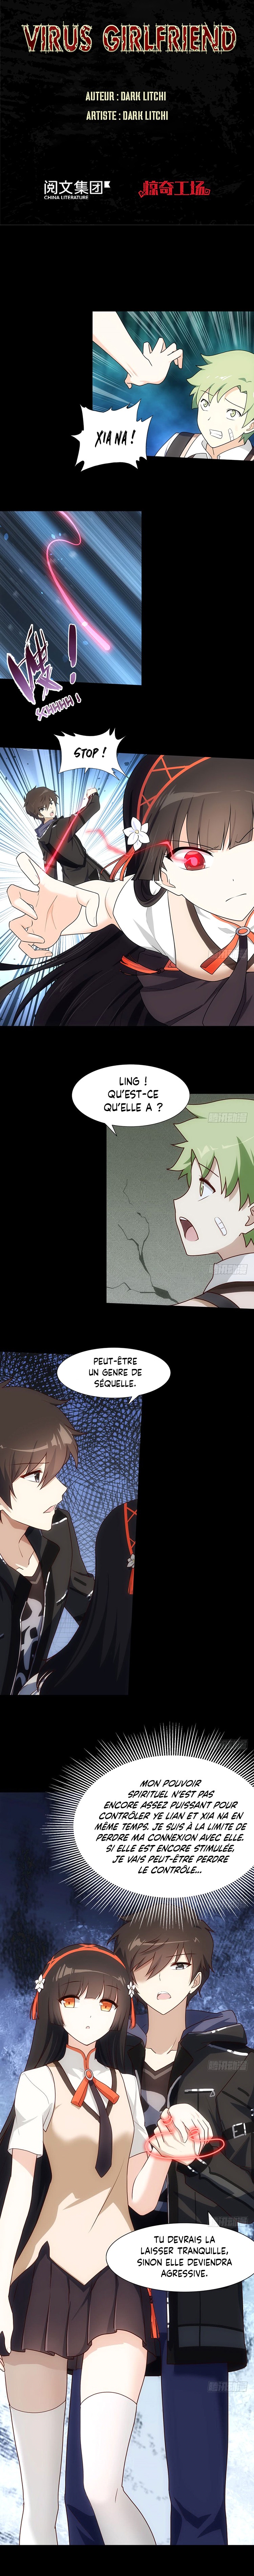 VIRUS GIRLFRIEND
AUTEUR : DARK LITCHI
ARTISTE : DARK LITCHI
阅文集团
CHINA LITERATURE
惊奇工场
XIA NA !
SCHHHH !
STOP !
LING !
QU'EST-CE
QU'ELLE A ?
PEUT-ÊTRE
UN GENRE DE
SÉQUELLE.
MON POUVOIR
SPIRITUEL N'EST PAS
ENCORE ASSEZ PUISSANT POUR
CONTRÔLER YE LIAN ET XIA NA EN
MÊME TEMPS. JE SUIS À LA LIMITE DE
PERDRE MA CONNEXION AVEC ELLE.
SI ELLE EST ENCORE STIMULÉE,
JE VAIS PEUT-ÊTRE PERDRE
LE CONTRÔLE...
TU DEVRAIS LA
LAISSER TRANQUILLE,
SINON ELLE DEVIENDRA
AGRESSIVE.